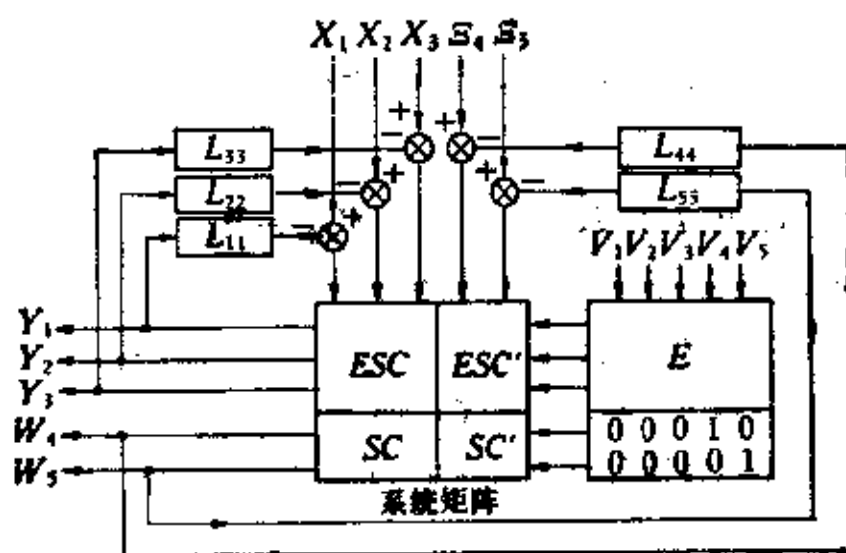 X₁ X₂ X₃ Ξ₄ Ξ₅
+ +
− −
L₃₃ L₄₄
+ +
− −
L₂₂ L₅₅
+
−
L₁₁
V₁ V₂ V₃ V₄ V₅
Y₁
Y₂ ESC ESC′ E
Y₃
W₄ SC SC′ 0 0 0 1 0
W₅ 0 0 0 0 1
系统矩阵